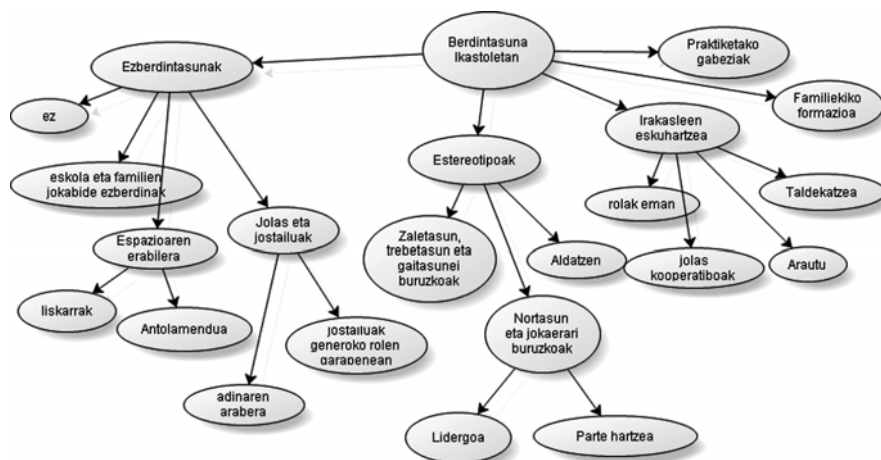 Berdintasuna
Ikastoletan
Praktiketako
gabeziak
Ezberdintasunak
Familiekiko
formazioa
ez
Irakasleen
eskuhartzea
Estereotipoak
eskola eta familien
jokabide ezberdinak
Taldekatzea
rolak eman
Jolas eta
jostailuak
Espazioaren
erabilera
Zaletasun,
trebetasun eta
gaitasunei
buruzkoak
Aldatzen
jolas
kooperatiboak
Arautu
liskarrak
Antolamendua
Nortasun
eta jokaerari
buruzkoak
jostailuak
generoko rolen
garapenean
adinaren
arabera
Lidergoa
Parte hartzea